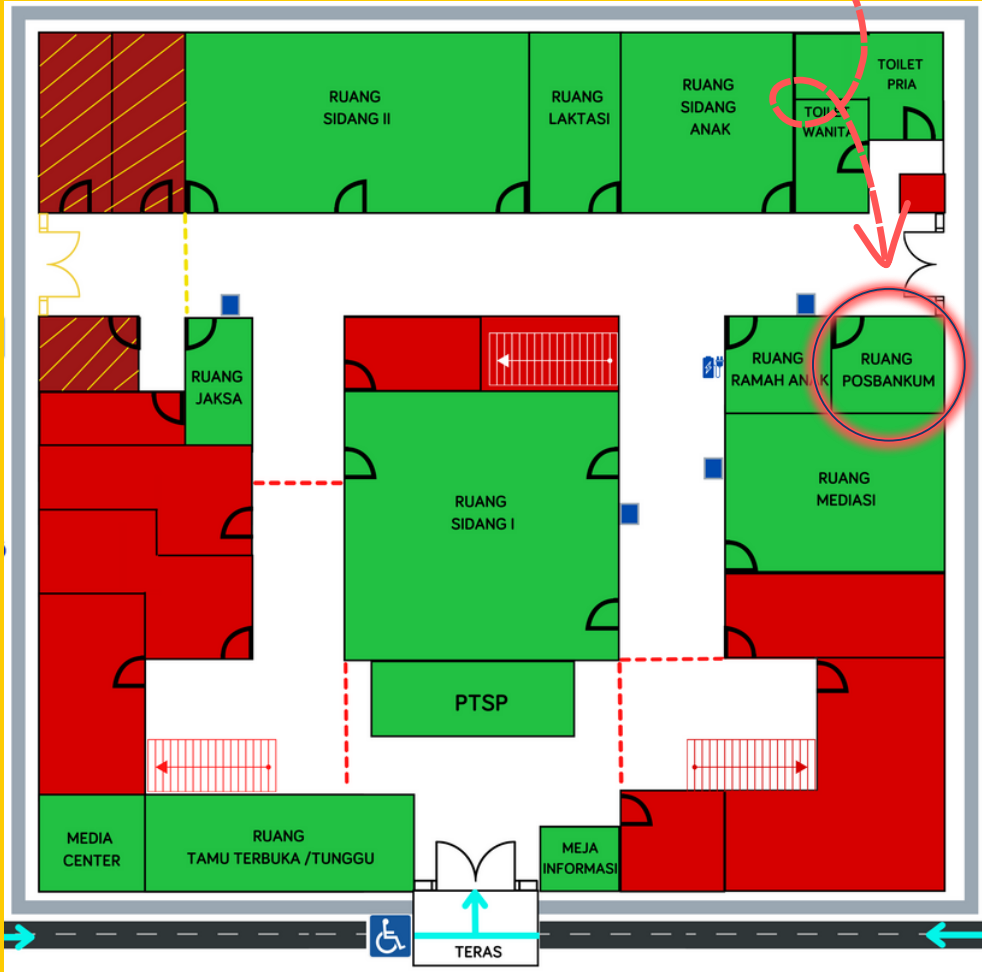 RUANG
SIDANG II
RUANG
LAKTASI
RUANG
SIDANG
ANAK
TOILET
WANITA
TOILET
PRIA
RUANG
JAKSA
RUANG
SIDANG I
RUANG
RAMAH ANAK
RUANG
POSBANKUM
RUANG
MEDIASI
PTSP
MEDIA
CENTER
RUANG
TAMU TERBUKA /TUNGGU
MEJA
INFORMASI
TERAS